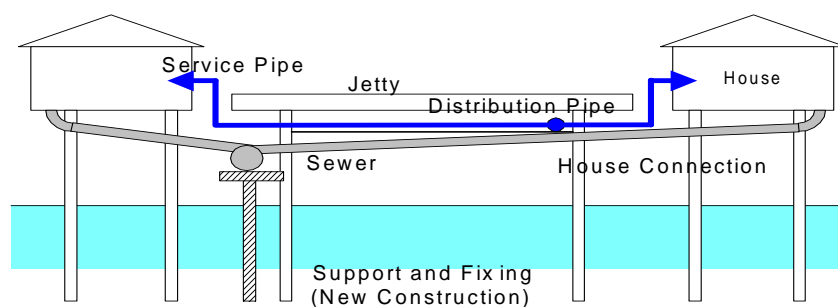 Service Pipe
Jetty
House
Distribution Pipe
Sewer
House Connection
Support and Fixing
(New Construction)